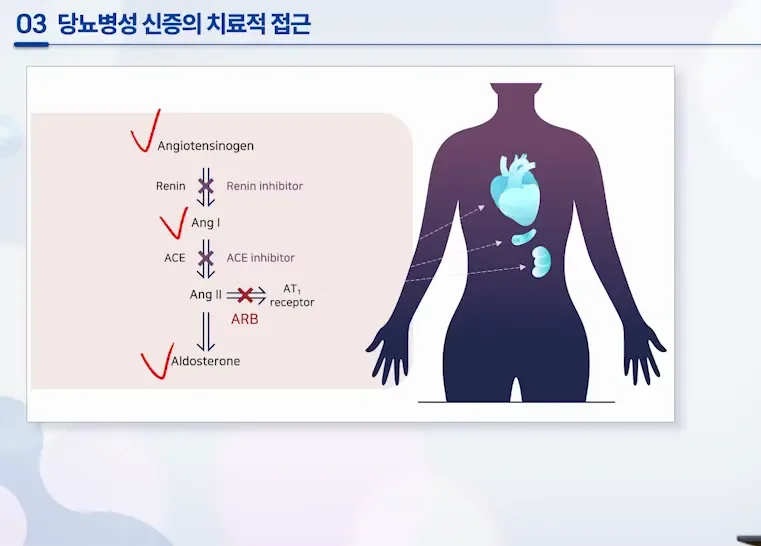 03 당뇨병성 신증의 치료적 접근
Angiotensinogen
Renin Renin inhibitor
Ang I
ACE ACE inhibitor
Ang II AT1 receptor
ARB
Aldosterone